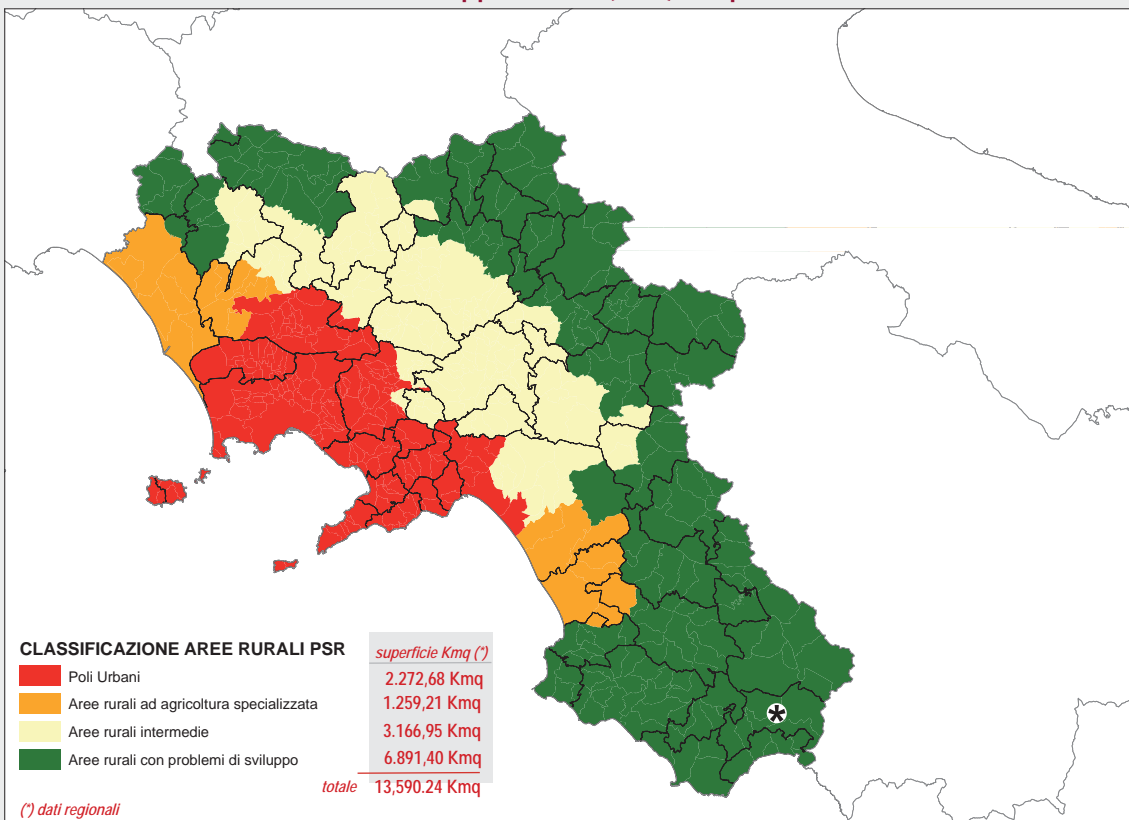 CLASSIFICAZIONE AREE RURALI PSR
superficie Kmq (*)
Poli Urbani 2.272,68 Kmq
Aree rurali ad agricoltura specializzata 1.259,21 Kmq
Aree rurali intermedie 3.166,95 Kmq
Aree rurali con problemi di sviluppo 6.891,40 Kmq
totale 13,590.24 Kmq
(*) dati regionali